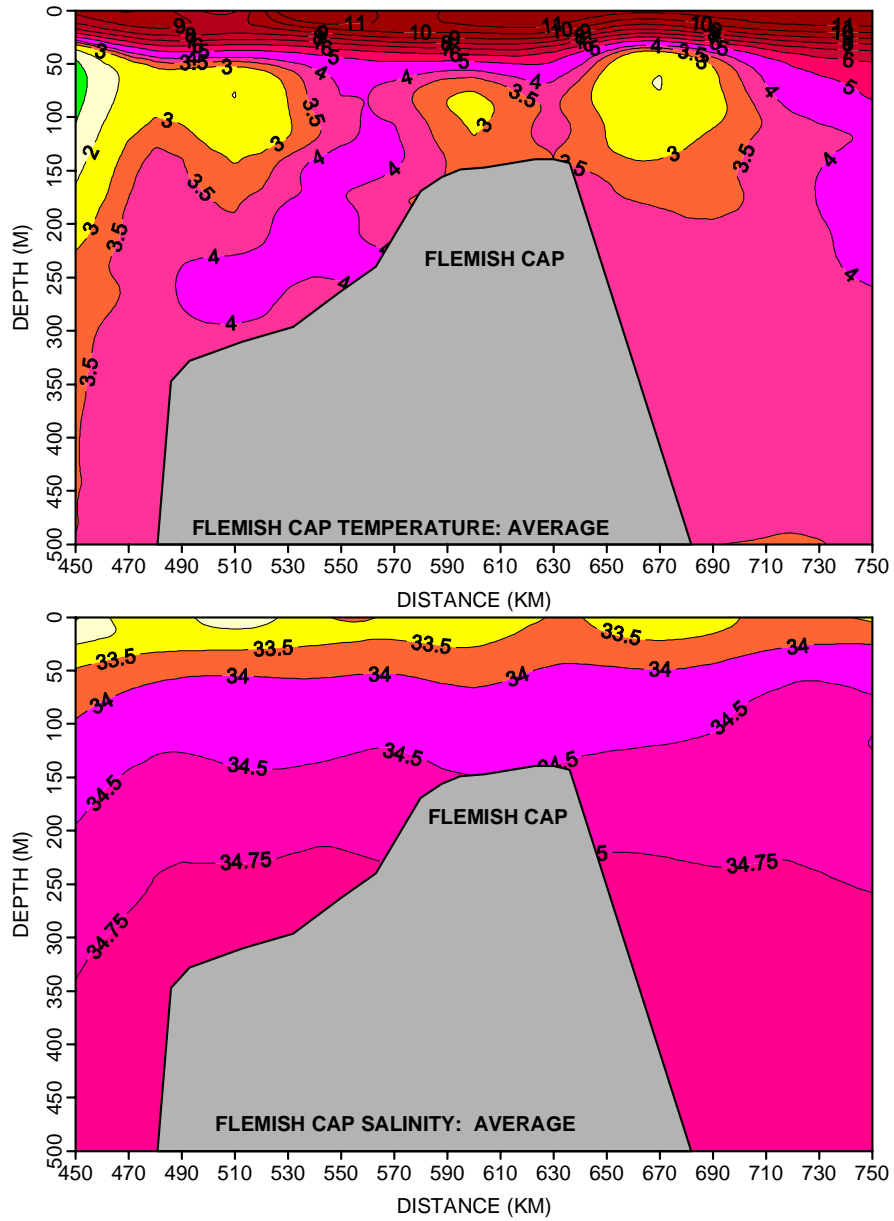 0
50
100
150
200
250
300
350
400
450
500
DEPTH (M)
9 11 10 11
3 4 5 4 3.5 5 6
3.5 3 4 4 4 3 5
3.5 3.5 4
3
2 3 4 4 3.5 3 3.5 4
3.5
3 3.5
4 4 4
4
3.5
FLEMISH CAP
FLEMISH CAP TEMPERATURE: AVERAGE
450 470 490 510 530 550 570 590 610 630 650 670 690 710 730 750
DISTANCE (KM)
0
50
100
150
200
250
300
350
400
450
500
DEPTH (M)
33.5 33.5 33.5 33.5
34 34 34 34 34 34
34.5 34.5 34.5 34.5
34.75 34.75 34.75
FLEMISH CAP
FLEMISH CAP SALINITY: AVERAGE
450 470 490 510 530 550 570 590 610 630 650 670 690 710 730 750
DISTANCE (KM)